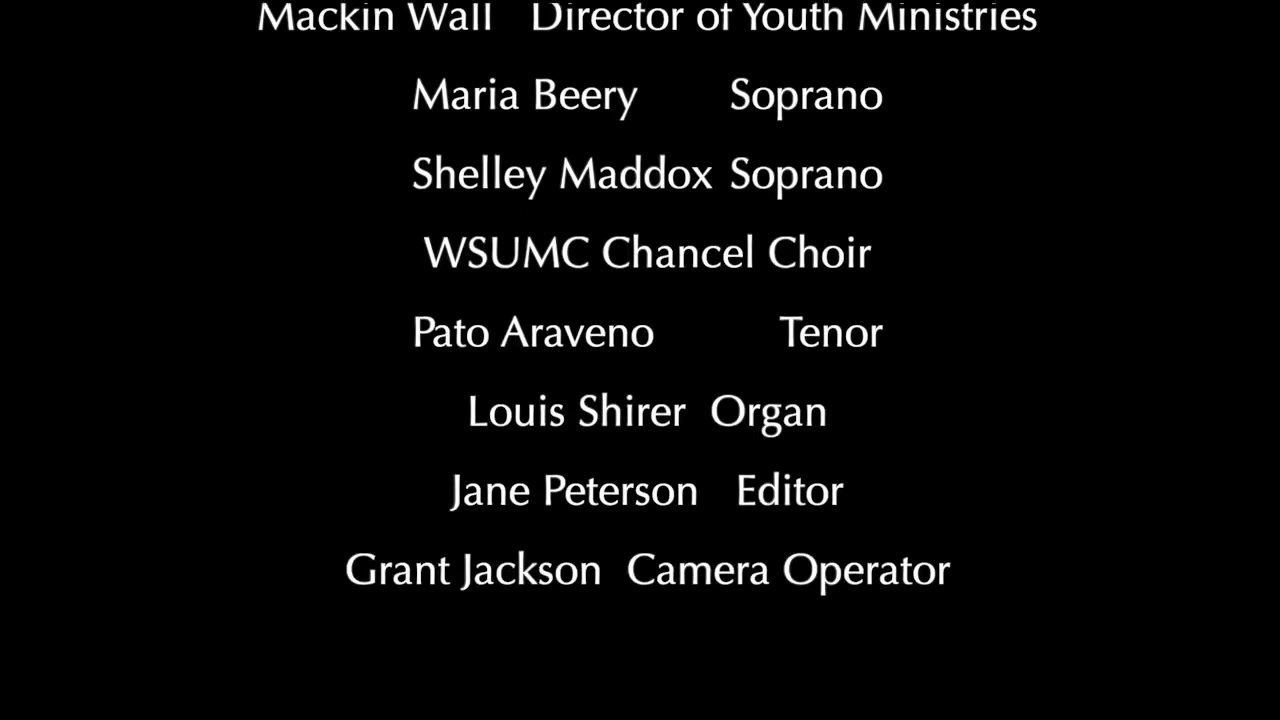 Mackin Wall Director of Youth Ministries
Maria Beery Soprano
Shelley Maddox Soprano
WSUMC Chancel Choir
Pato Araveno Tenor
Louis Shirer Organ
Jane Peterson Editor
Grant Jackson Camera Operator